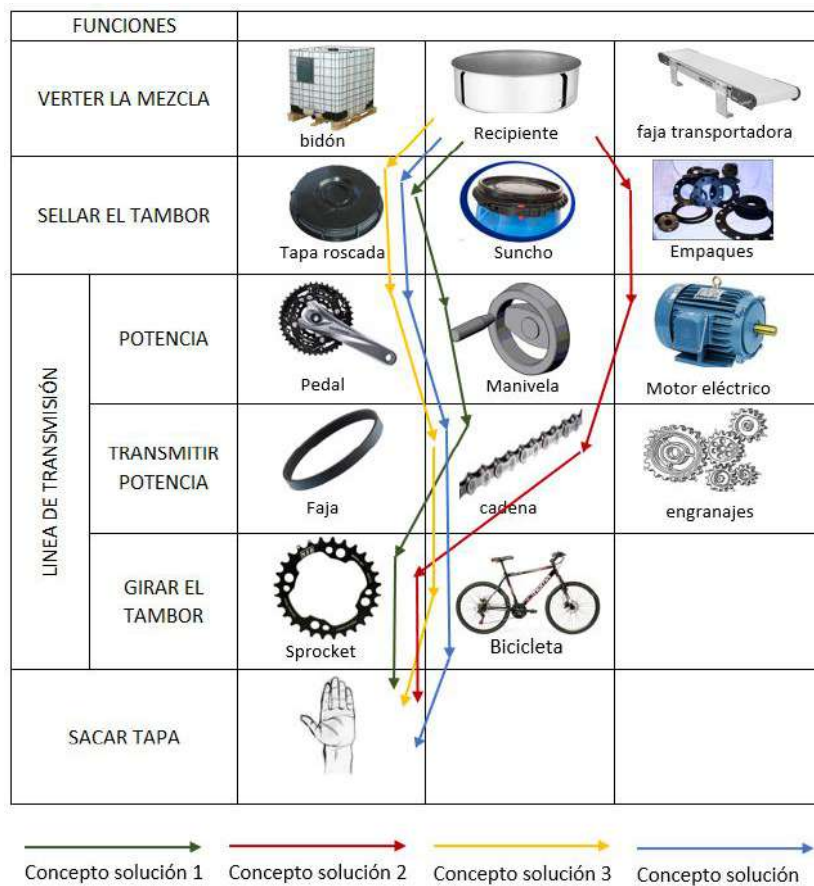 FUNCIONES
VERTER LA MEZCLA
bidón
Recipiente
faja transportadora
SELLAR EL TAMBOR
Tapa roscada
Suncho
Empaques
LINEA DE TRANSMISIÓN
POTENCIA
Pedal
Manivela
Motor eléctrico
TRANSMITIR
POTENCIA
Faja
cadena
engranajes
GIRAR EL
TAMBOR
Sprocket
Bicicleta
SACAR TAPA
Concepto solución 1
Concepto solución 2
Concepto solución 3
Concepto solución